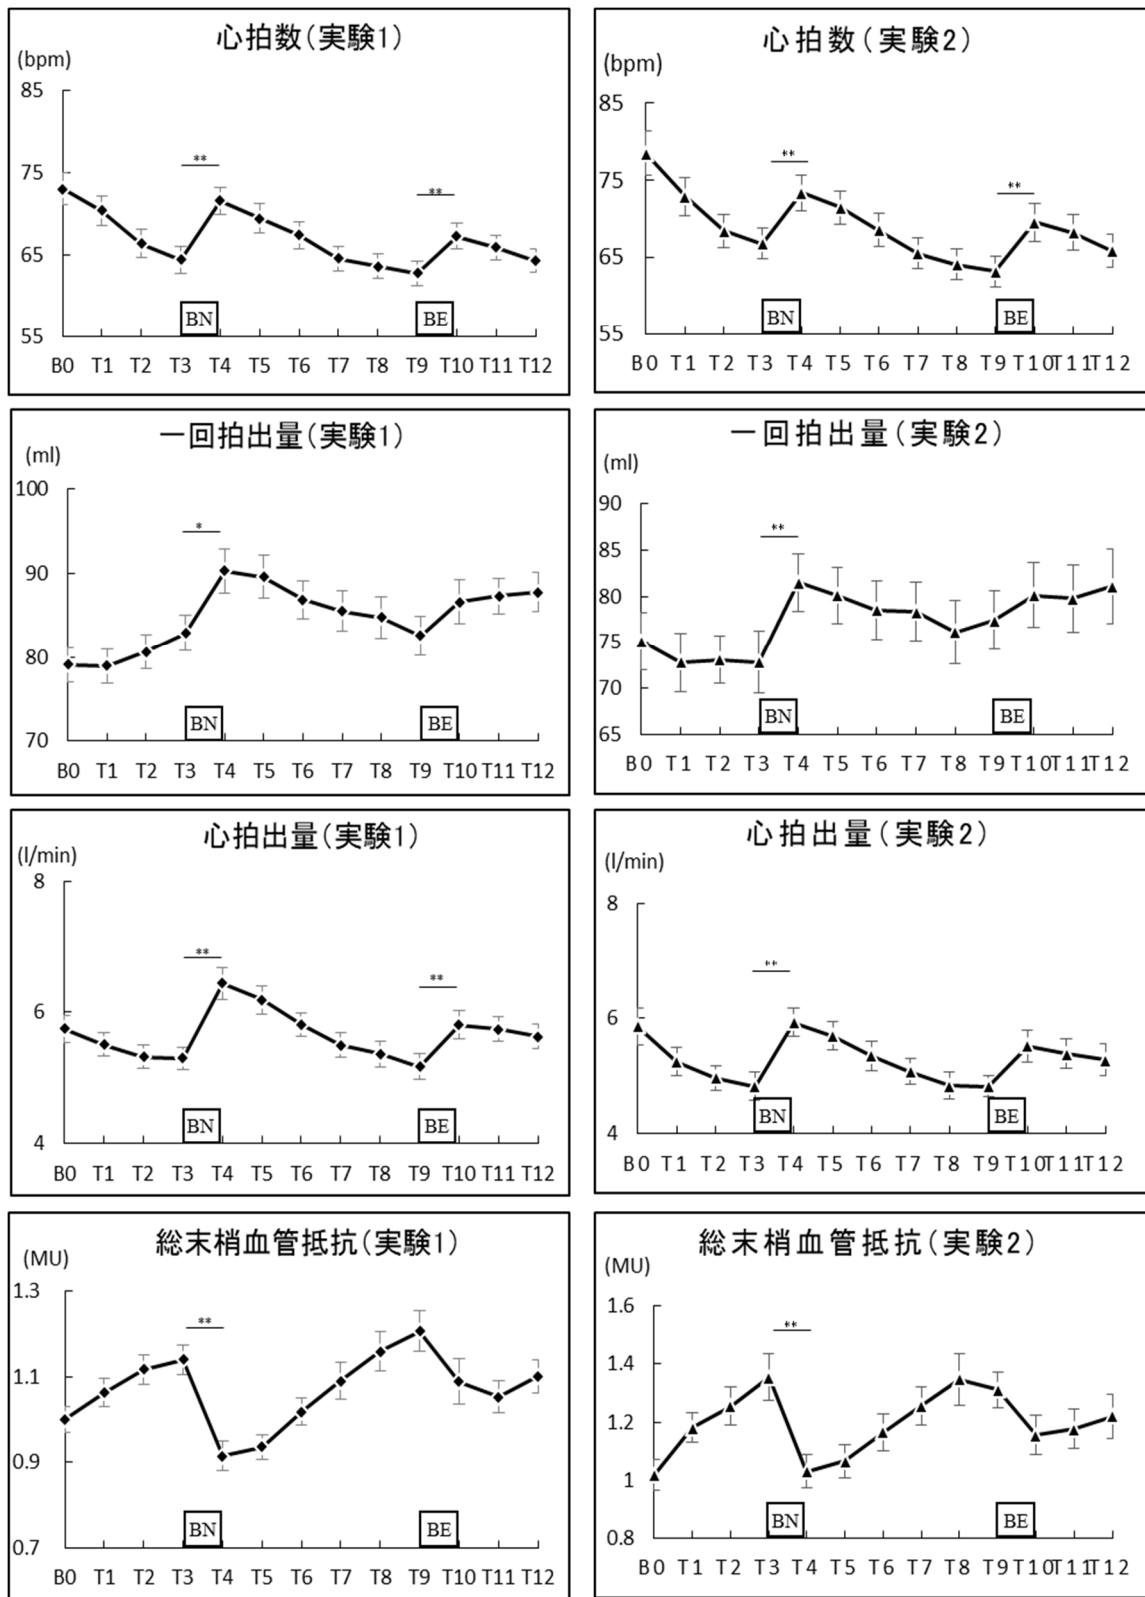 心拍数(実験1)
(bpm)
85
75
65
55
**
**
BN
BE
B0 T1 T2 T3 T4 T5 T6 T7 T8 T9 T10 T11 T12
心拍数(実験2)
(bpm)
85
75
65
55
**
**
BN
BE
B0 T1 T2 T3 T4 T5 T6 T7 T8 T9 T10 T11 T12
一回拍出量(実験1)
(ml)
100
90
80
70
*
BN
BE
B0 T1 T2 T3 T4 T5 T6 T7 T8 T9 T10 T11 T12
一回拍出量(実験2)
(ml)
90
85
80
75
70
65
**
BN
BE
B0 T1 T2 T3 T4 T5 T6 T7 T8 T9 T10 T11 T12
心拍出量(実験1)
(l/min)
8
6
4
**
**
BN
BE
B0 T1 T2 T3 T4 T5 T6 T7 T8 T9 T10 T11 T12
心拍出量(実験2)
(l/min)
8
6
4
**
BN
BE
B0 T1 T2 T3 T4 T5 T6 T7 T8 T9 T10 T11 T12
総末梢血管抵抗(実験1)
(MU)
1.3
1.1
0.9
0.7
**
BN
BE
B0 T1 T2 T3 T4 T5 T6 T7 T8 T9 T10 T11 T12
総末梢血管抵抗(実験2)
(MU)
1.6
1.4
1.2
1
0.8
**
BN
BE
B0 T1 T2 T3 T4 T5 T6 T7 T8 T9 T10 T11 T12